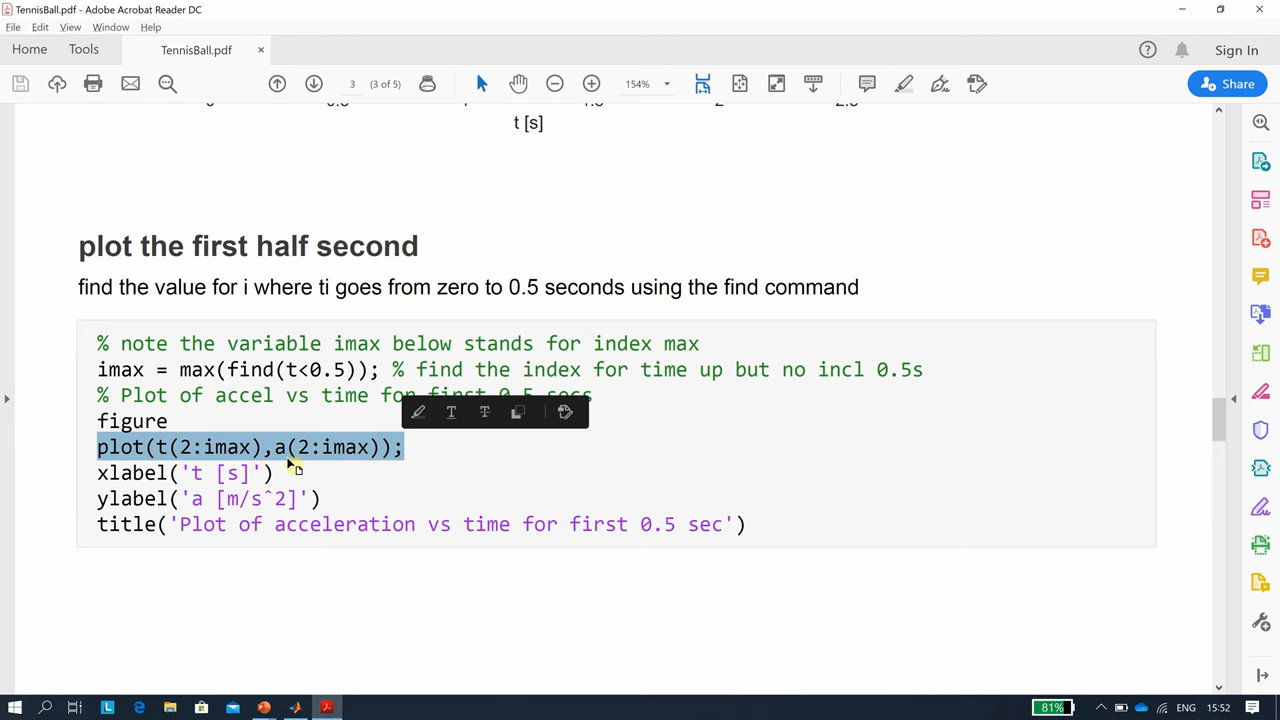 TennisBall.pdf - Adobe Acrobat Reader DC
File Edit View Window Help
Home Tools TennisBall.pdf × Sign In
3 (3 of 5) 154% Share
t [s]
plot the first half second
find the value for i where ti goes from zero to 0.5 seconds using the find command
% note the variable imax below stands for index max
imax = max(find(t<0.5)); % find the index for time up but no incl 0.5s
% Plot of accel vs time for first 0.5 secs
figure
plot(t(2:imax),a(2:imax));
xlabel('t [s]')
ylabel('a [m/s^2]')
title('Plot of acceleration vs time for first 0.5 sec')
81% ENG 15:52